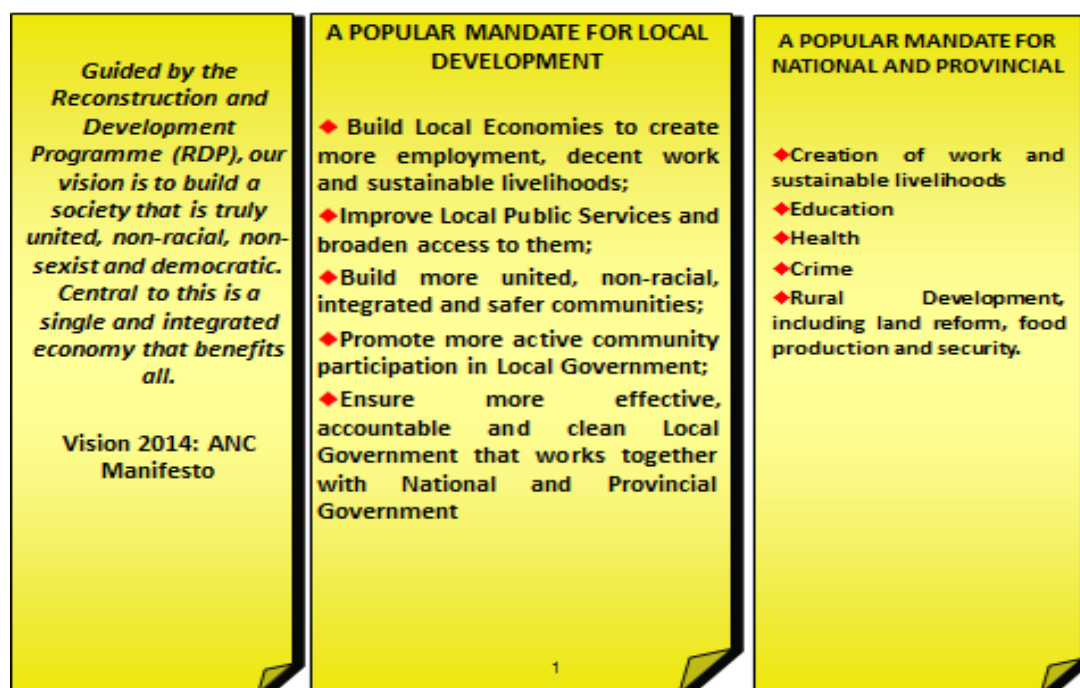 Guided by the
Reconstruction and
Development
Programme (RDP), our
vision is to build a
society that is truly
united, non-racial, non-
sexist and democratic.
Central to this is a
single and integrated
economy that benefits
all.
Vision 2014: ANC
Manifesto
A POPULAR MANDATE FOR LOCAL
DEVELOPMENT
◆ Build Local Economies to create
more employment, decent work
and sustainable livelihoods;
◆Improve Local Public Services and
broaden access to them;
◆Build more united, non-racial,
integrated and safer communities;
◆Promote more active community
participation in Local Government;
◆Ensure more effective,
accountable and clean Local
Government that works together
with National and Provincial
Government
1
A POPULAR MANDATE FOR
NATIONAL AND PROVINCIAL
◆Creation of work and
sustainable livelihoods
◆Education
◆Health
◆Crime
◆Rural Development,
including land reform, food
production and security.